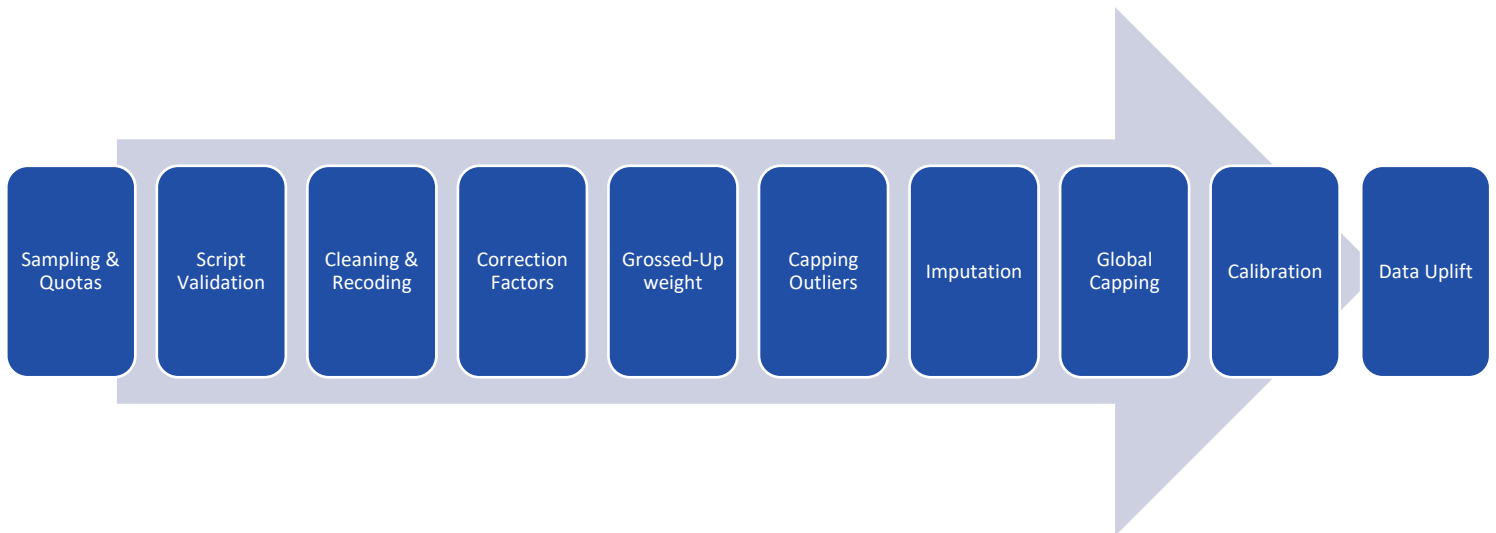 Sampling &
Quotas
Script
Validation
Cleaning &
Recoding
Correction
Factors
Grossed-Up
weight
Capping
Outliers
Imputation
Global
Capping
Calibration
Data Uplift